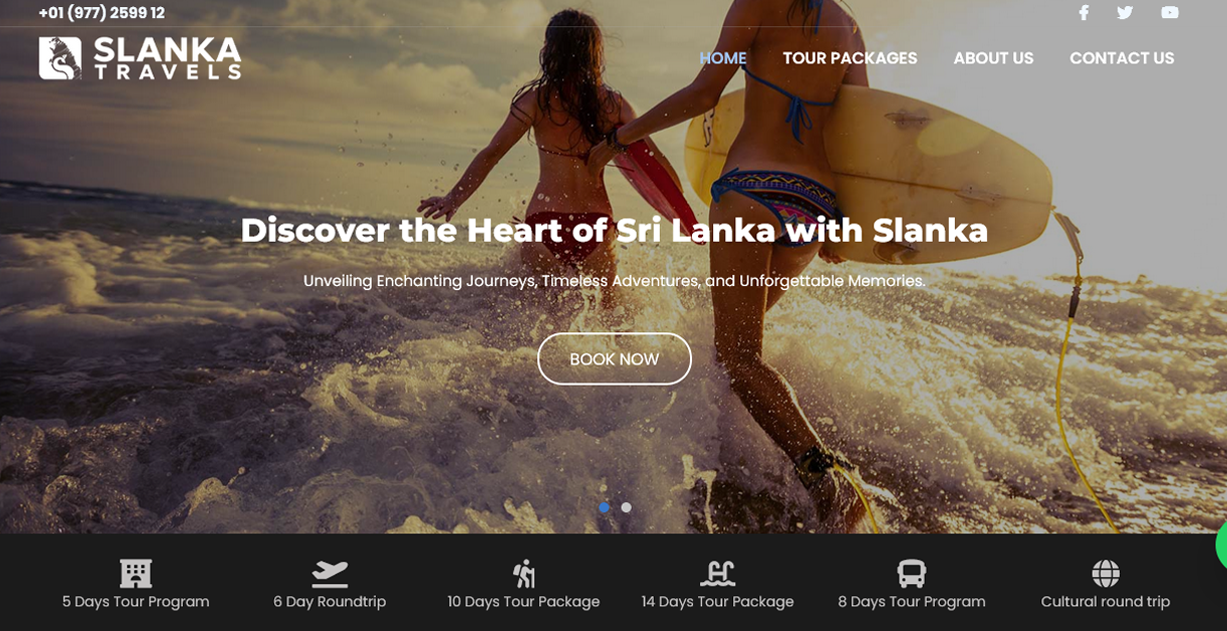 +01 (977) 2599 12
SLANKA
TRAVELS
HOME TOUR PACKAGES ABOUT US CONTACT US
Discover the Heart of Sri Lanka with Slanka
Unveiling Enchanting Journeys, Timeless Adventures, and Unforgettable Memories.
BOOK NOW
5 Days Tour Program 6 Day Roundtrip 10 Days Tour Package 14 Days Tour Package 8 Days Tour Program Cultural round trip